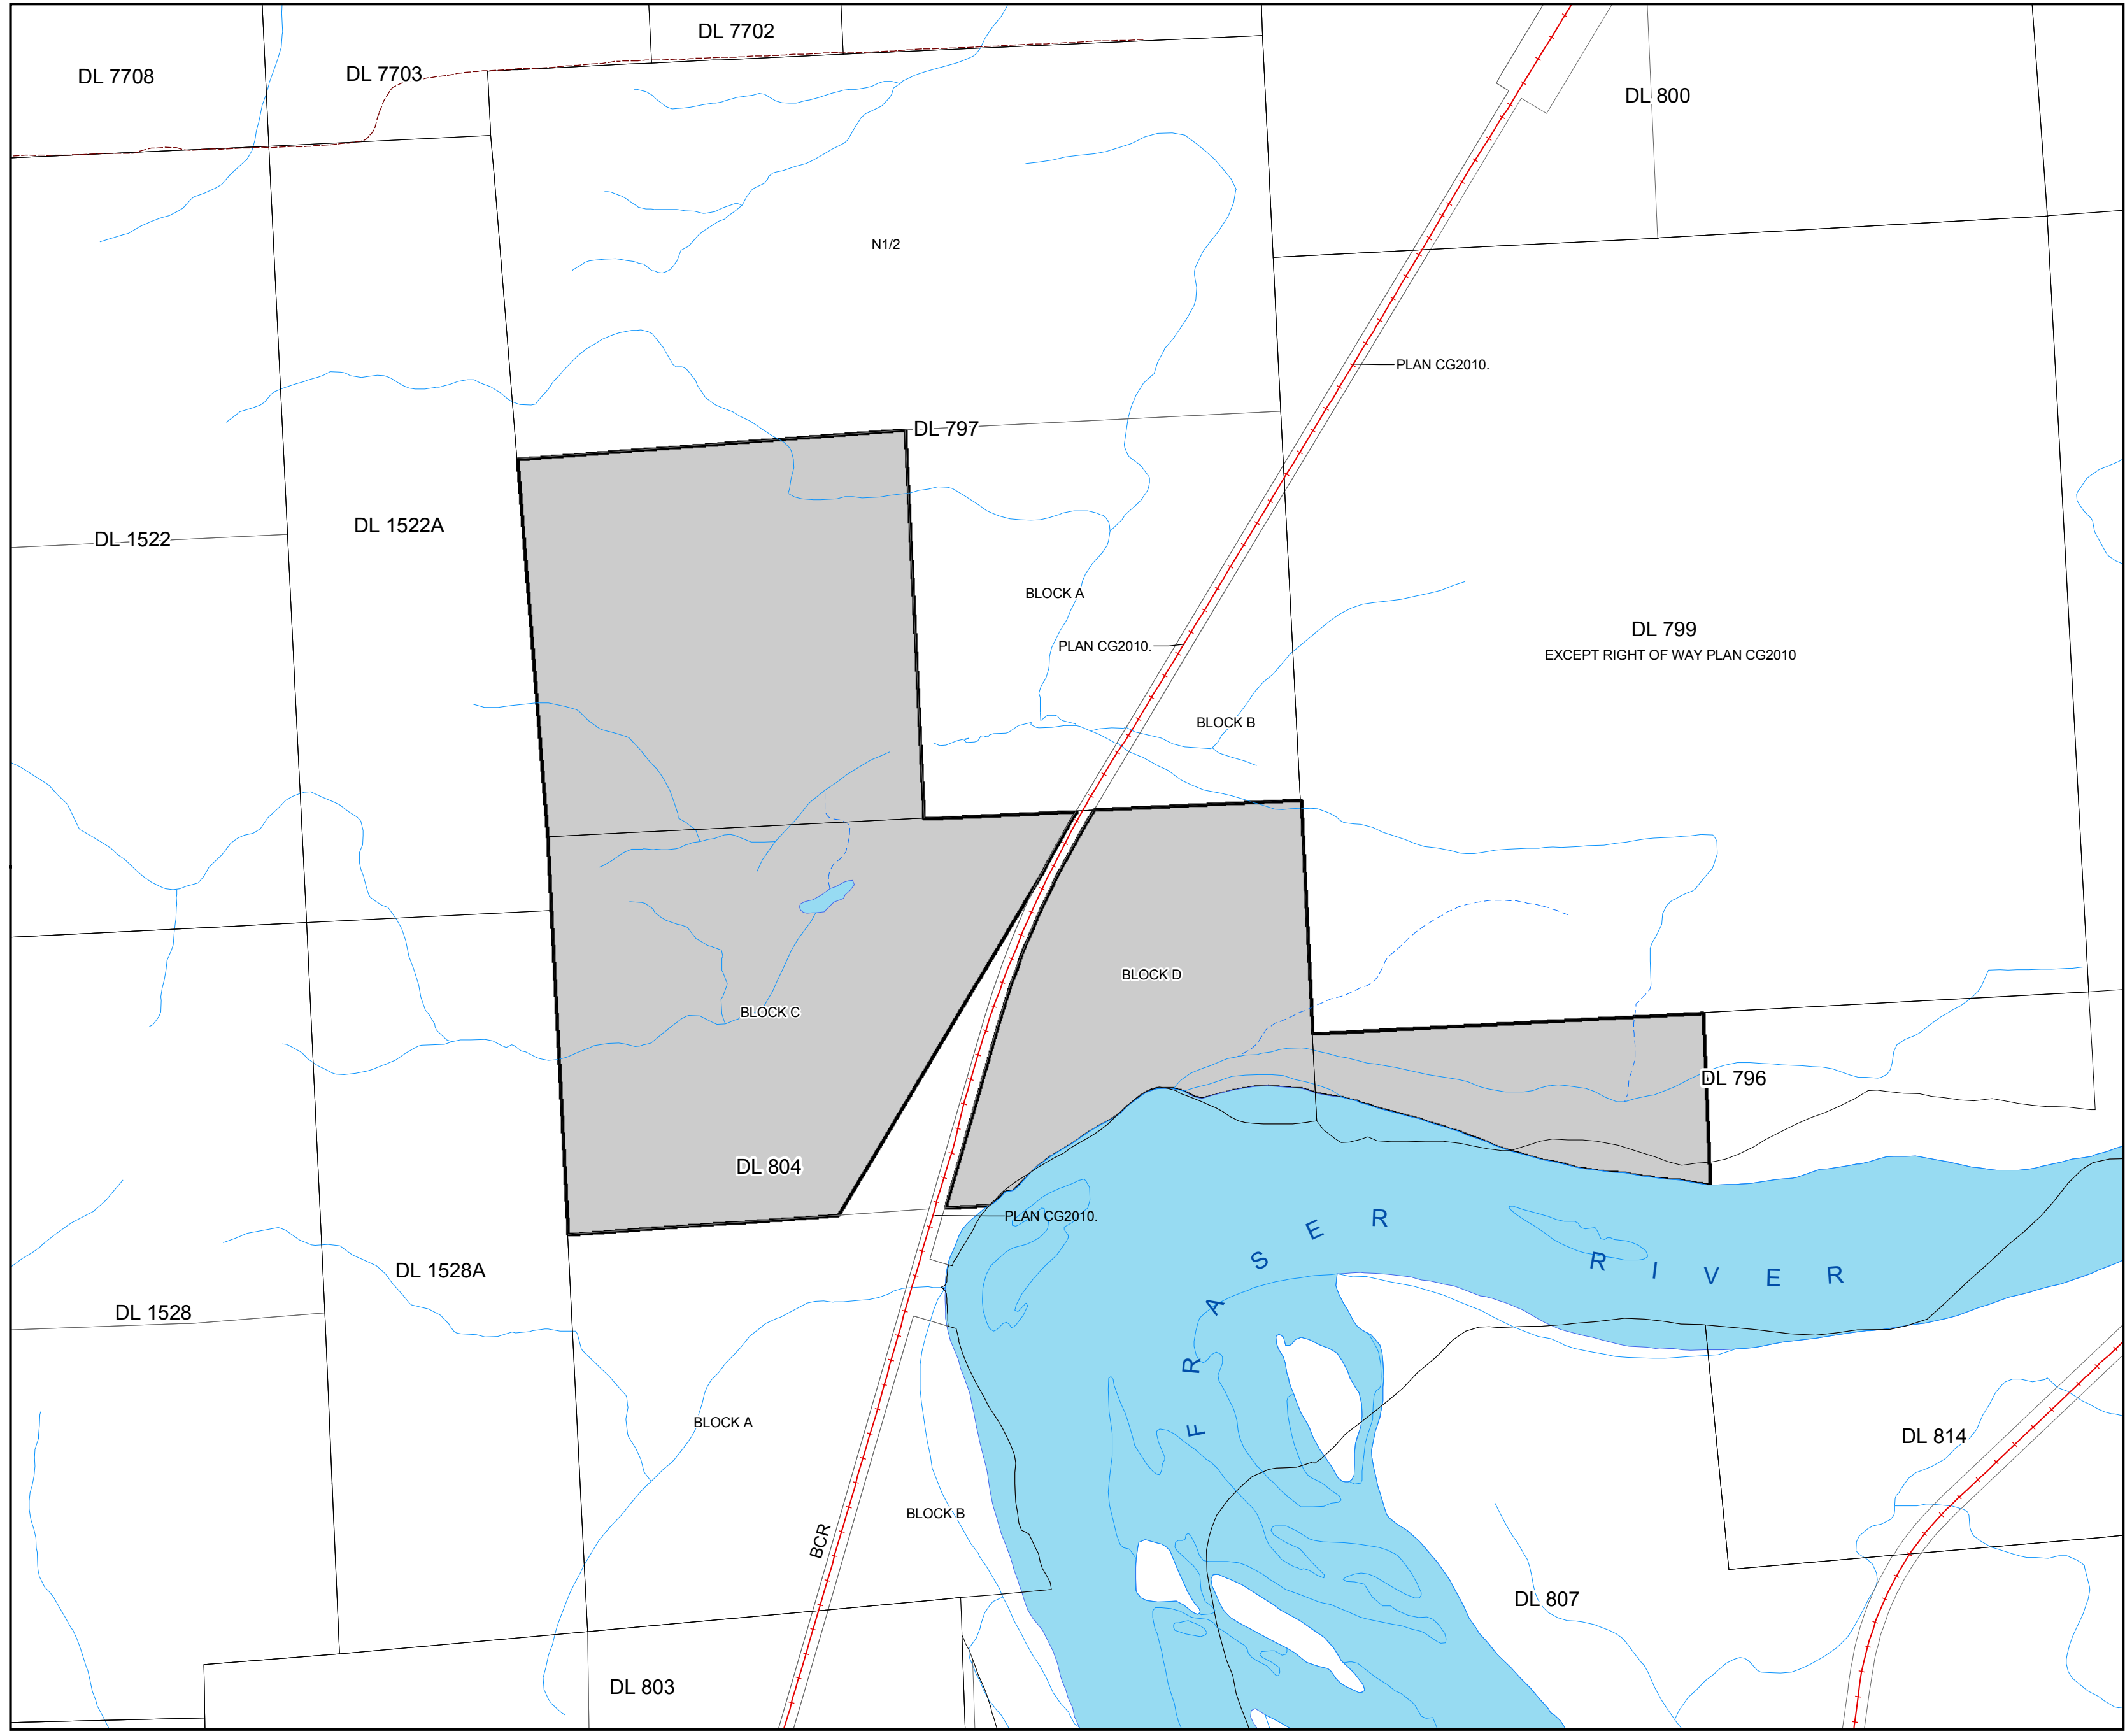 DL 7702
DL 7708
DL 7703
DL 800
N1/2
PLAN CG2010.
DL 797
DL 1522
DL 1522A
BLOCK A
DL 799
EXCEPT RIGHT OF WAY PLAN CG2010
PLAN CG2010.
BLOCK B
BLOCK D
BLOCK C
DL 796
DL 804
PLAN CG2010.
FRASER RIVER
DL 1528A
DL 1528
BLOCK A
DL 814
BLOCK B
BCR
DL 807
DL 803